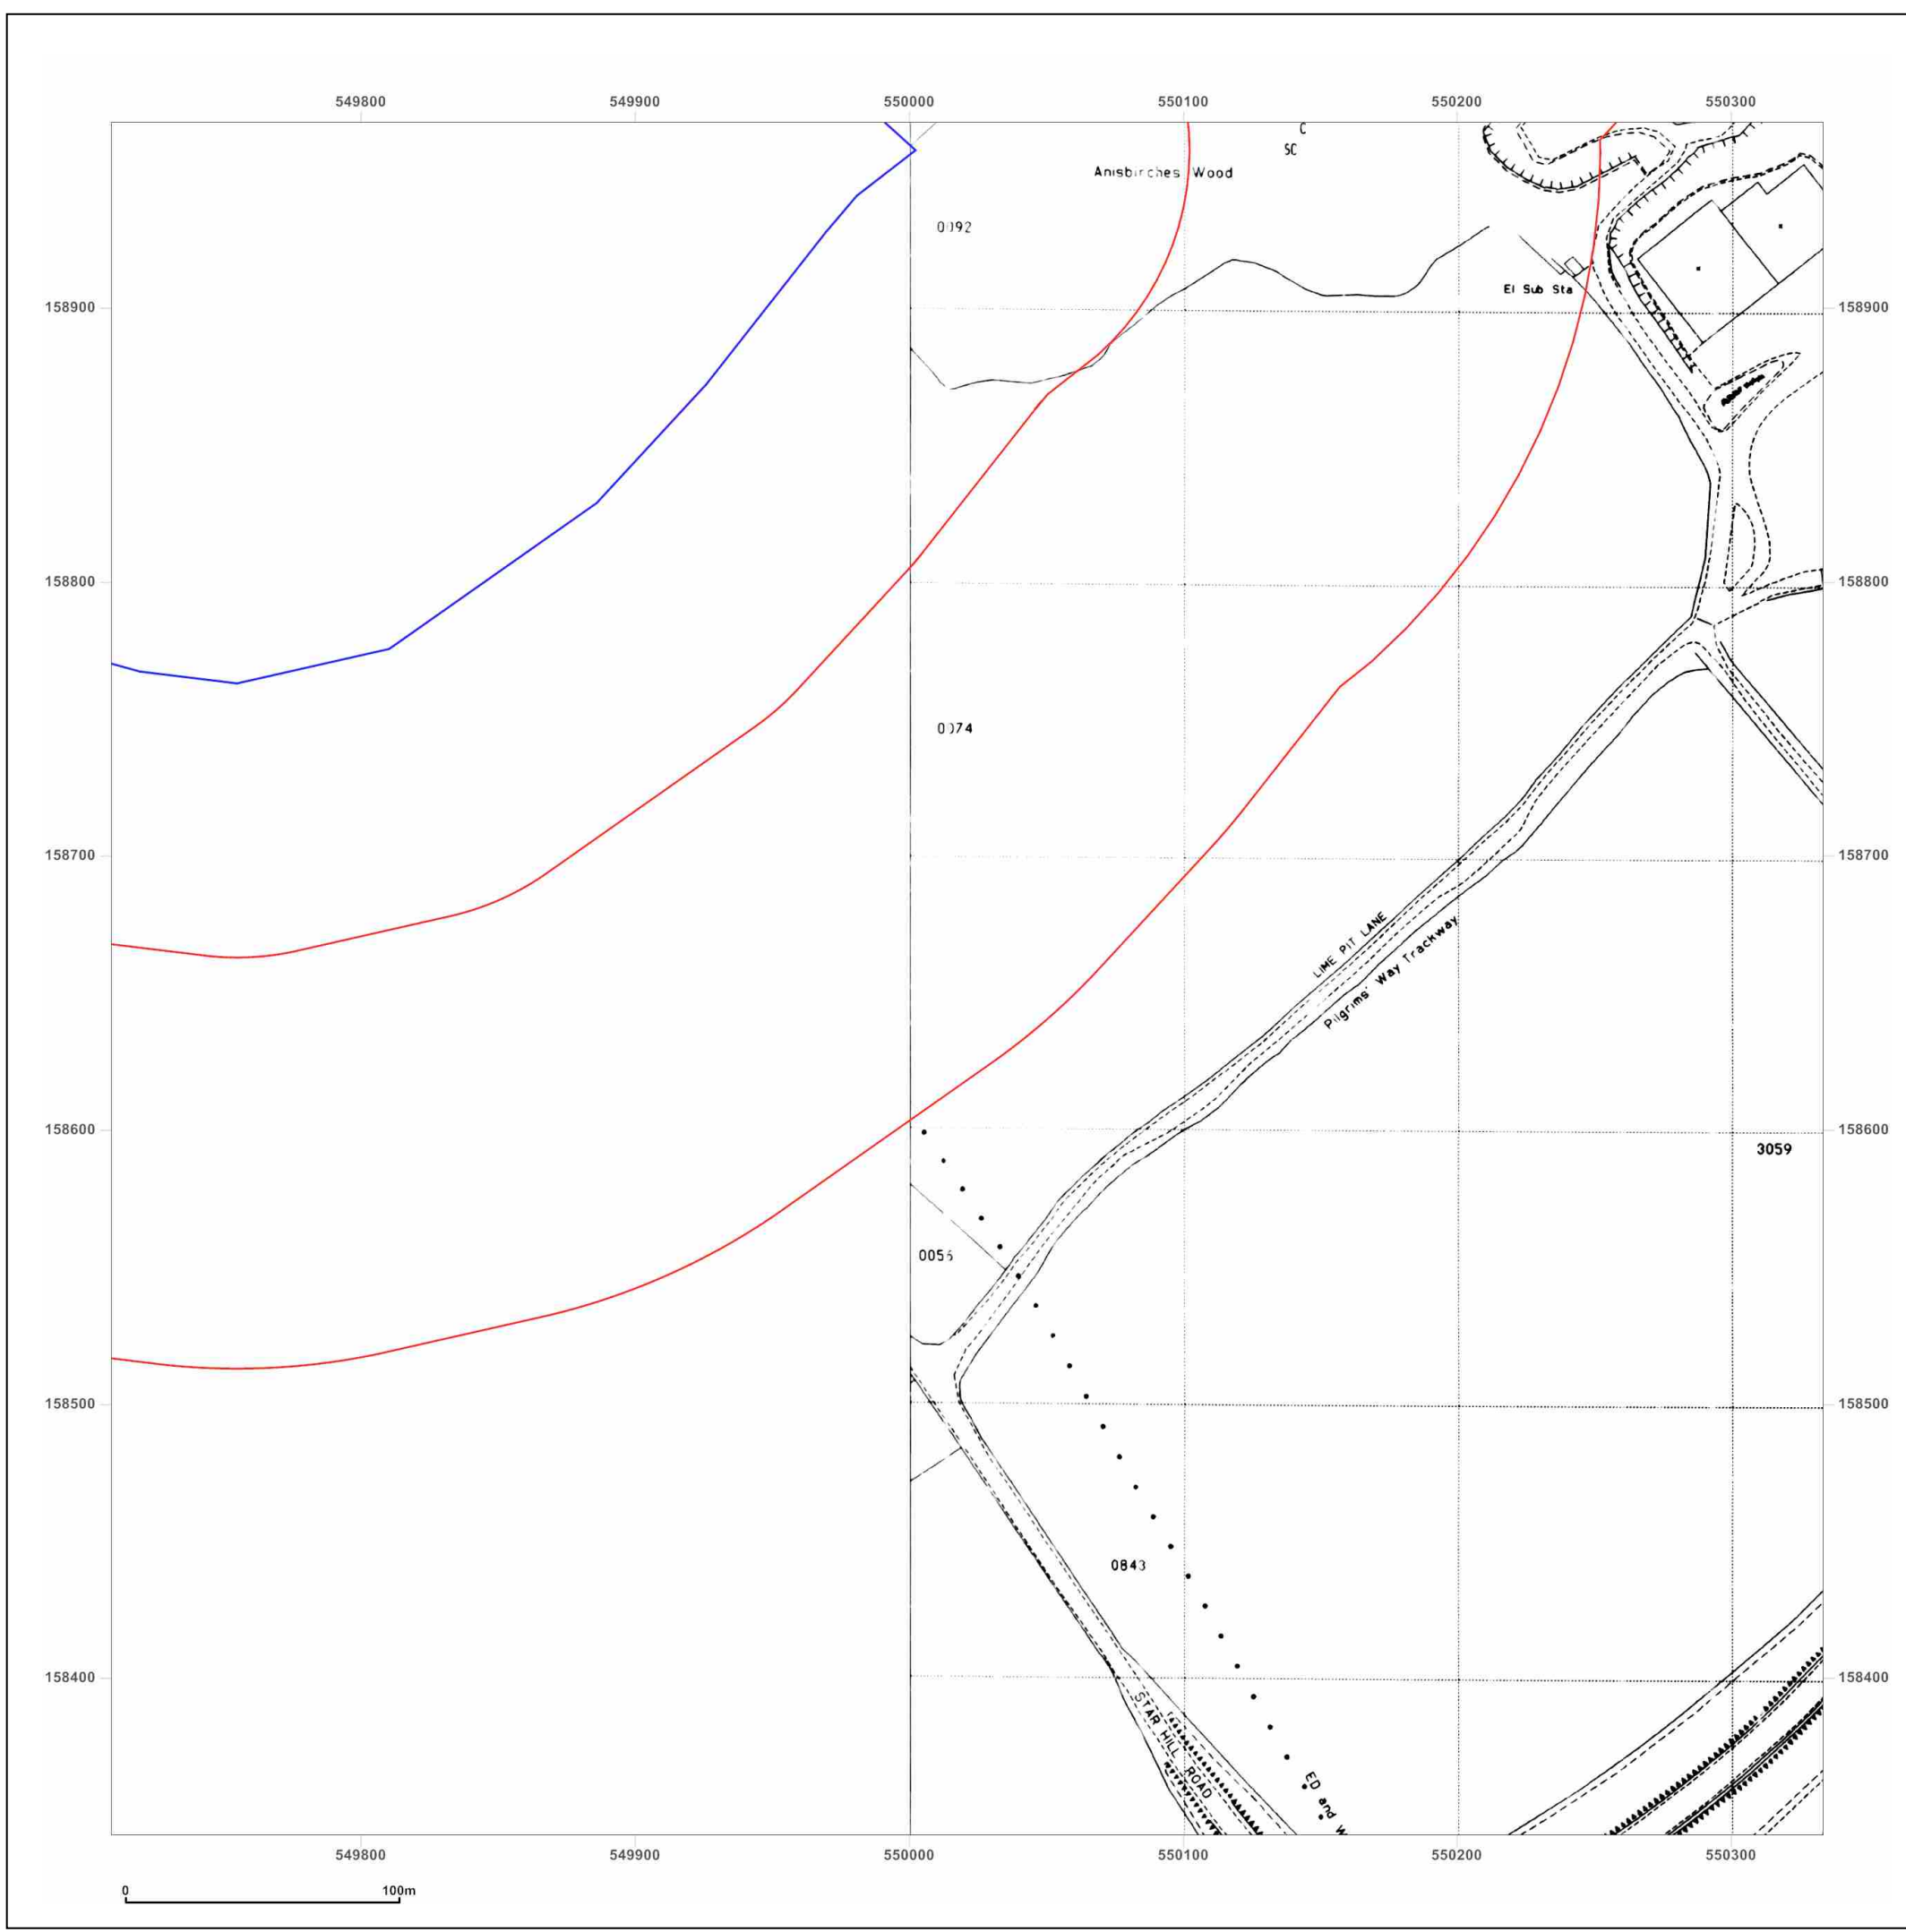 549800 549900 550000 550100 550200 550300
C
SC
Anisbirches Wood
0092
El Sub Sta
158900 158900
158800 158800
0074
158700 158700
LIME PIT LANE
Pilgrims' Way Trackway
158600 158600
3059
0843
158500 158500
158400 158400
STAR HILL ROAD
ED and W
549800 549900 550000 550100 550200 550300
0 100m